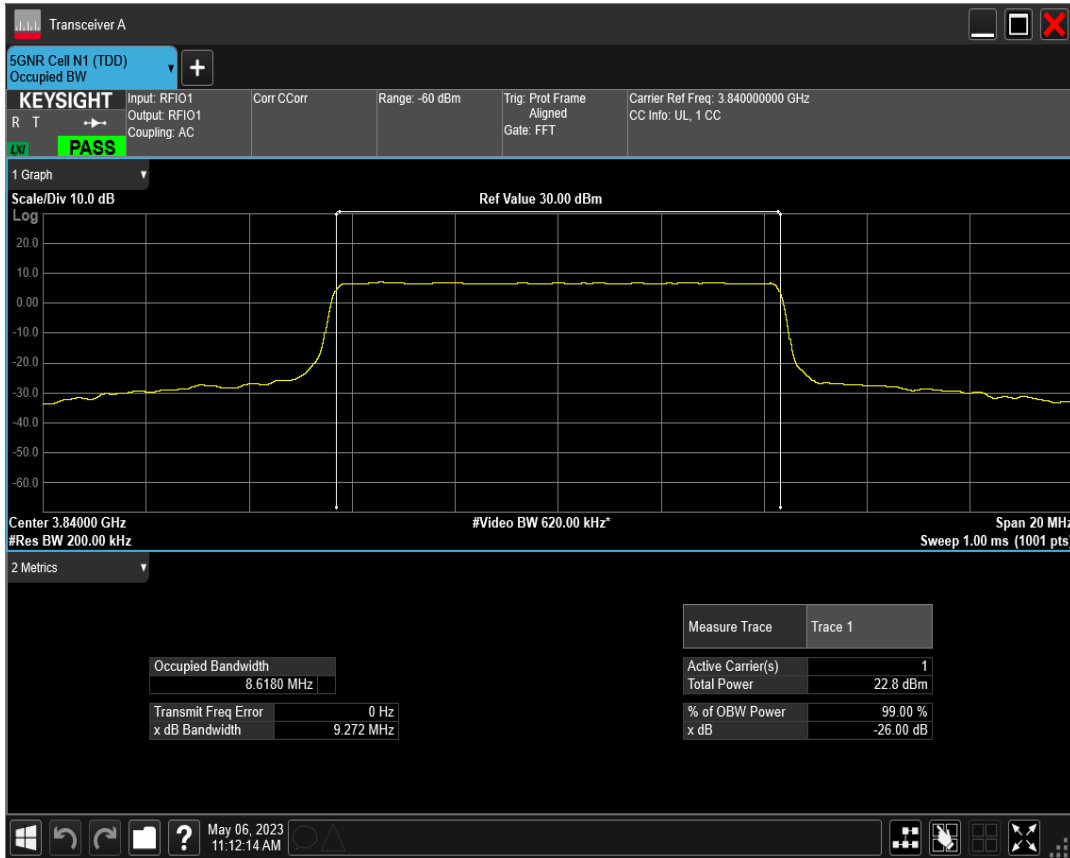 Transceiver A
5GNR Cell N1 (TDD)
Occupied BW
+
KEYSIGHT
R T
LXI
PASS
Input: RFIO1
Output: RFIO1
Coupling: AC
Corr CCorr
Range: -60 dBm
Trig: Prot Frame
Aligned
Gate: FFT
Carrier Ref Freq: 3.840000000 GHz
CC Info: UL, 1 CC
1 Graph
Scale/Div 10.0 dB
Ref Value 30.00 dBm
Log
20.0
10.0
0.00
-10.0
-20.0
-30.0
-40.0
-50.0
-60.0
Center 3.84000 GHz
#Video BW 620.00 kHz*
Span 20 MHz
#Res BW 200.00 kHz
Sweep 1.00 ms (1001 pts)
2 Metrics
Measure Trace Trace 1
Occupied Bandwidth
8.6180 MHz
Active Carrier(s) 1
Total Power 22.8 dBm
Transmit Freq Error 0 Hz
x dB Bandwidth 9.272 MHz
% of OBW Power 99.00 %
x dB -26.00 dB
?
May 06, 2023
11:12:14 AM